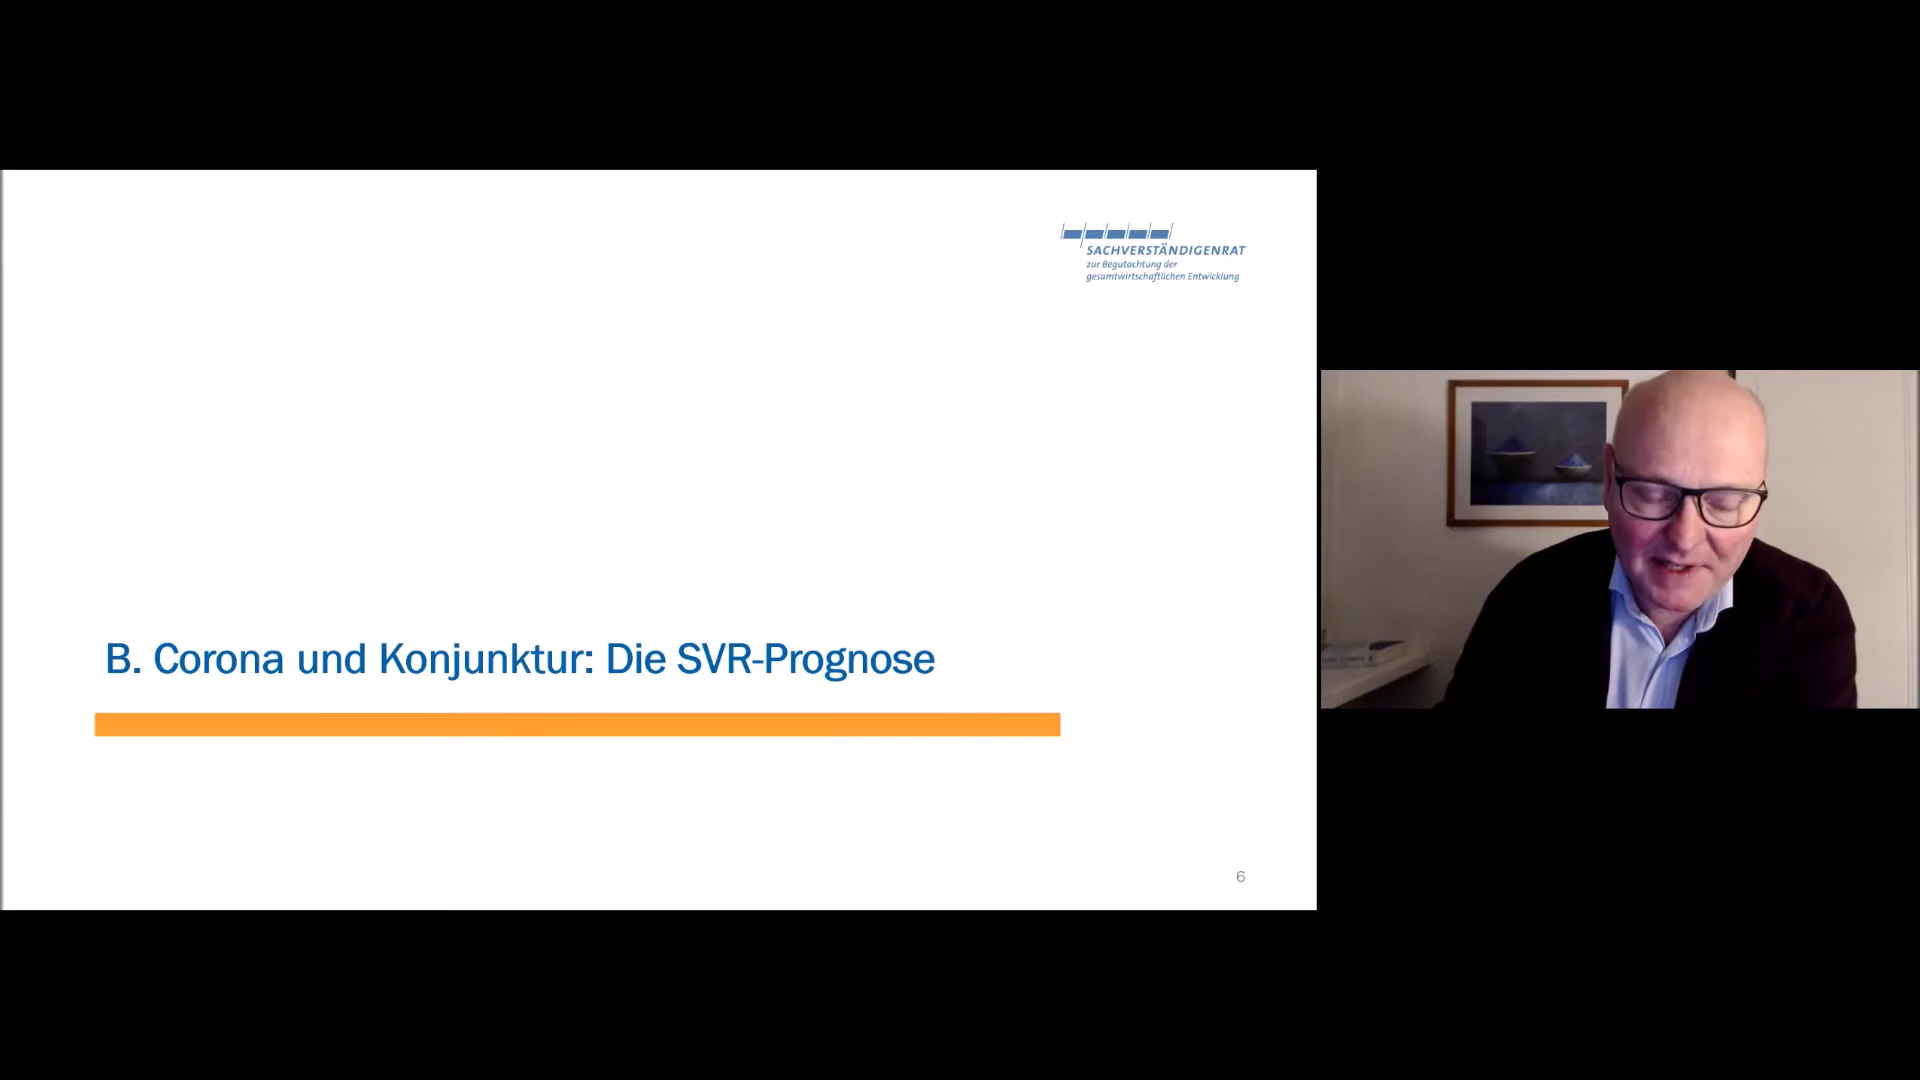 SACHVERSTÄNDIGENRAT
zur Begutachtung der
gesamtwirtschaftlichen Entwicklung
B. Corona und Konjunktur: Die SVR-Prognose
6